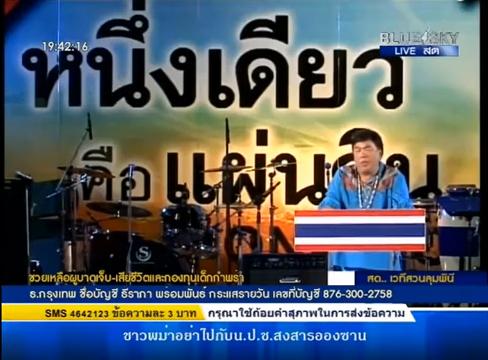 19:42:16
BLUE SKY
LIVE สด
หนึ่งเดียว
คือ แผ่นดิน
ช่วยเหลือผู้บาดเจ็บ-เสียชีวิตและกองทุนเด็กกำพร้า
สด.. เวทีสวนลุมพินี
ธ.กรุงเทพ ชื่อบัญชี ธีราภา พร้อมพันธ์ กระแสรายวัน เลขที่บัญชี 876-300-2758
SMS 4642123 ข้อความละ 3 บาท
กรุณาใช้ถ้อยคำสุภาพในการส่งข้อความ
ชาวพม่าอย่าไปกับน.ป.ช.สงสารอองซาน